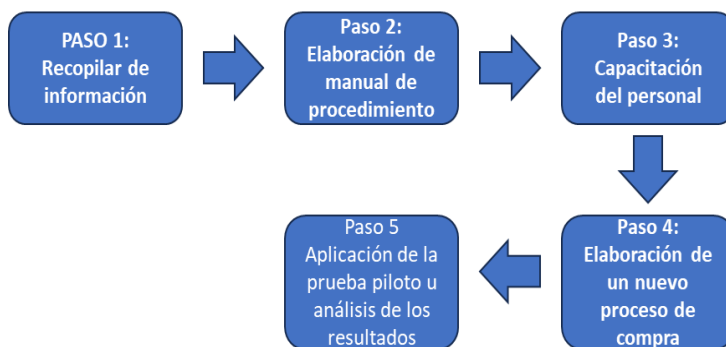 PASO 1:
Recopilar de
información
Paso 2:
Elaboración de
manual de
procedimiento
Paso 3:
Capacitación
del personal
Paso 4:
Elaboración de
un nuevo
proceso de
compra
Paso 5
Aplicación de la
prueba piloto u
análisis de los
resultados